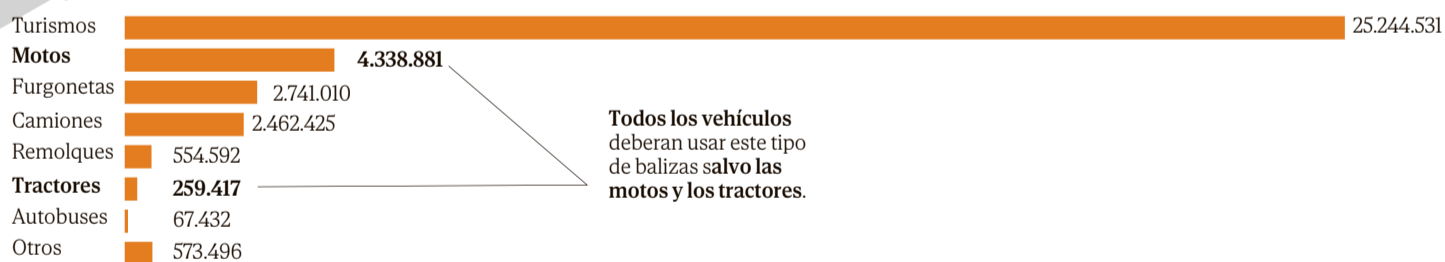 Turismos 25.244.531
Motos 4.338.881
Furgonetas 2.741.010
Camiones 2.462.425
Remolques 554.592
Tractores 259.417
Autobuses 67.432
Otros 573.496
Todos los vehículos
deberan usar este tipo
de balizas salvo las
motos y los tractores.